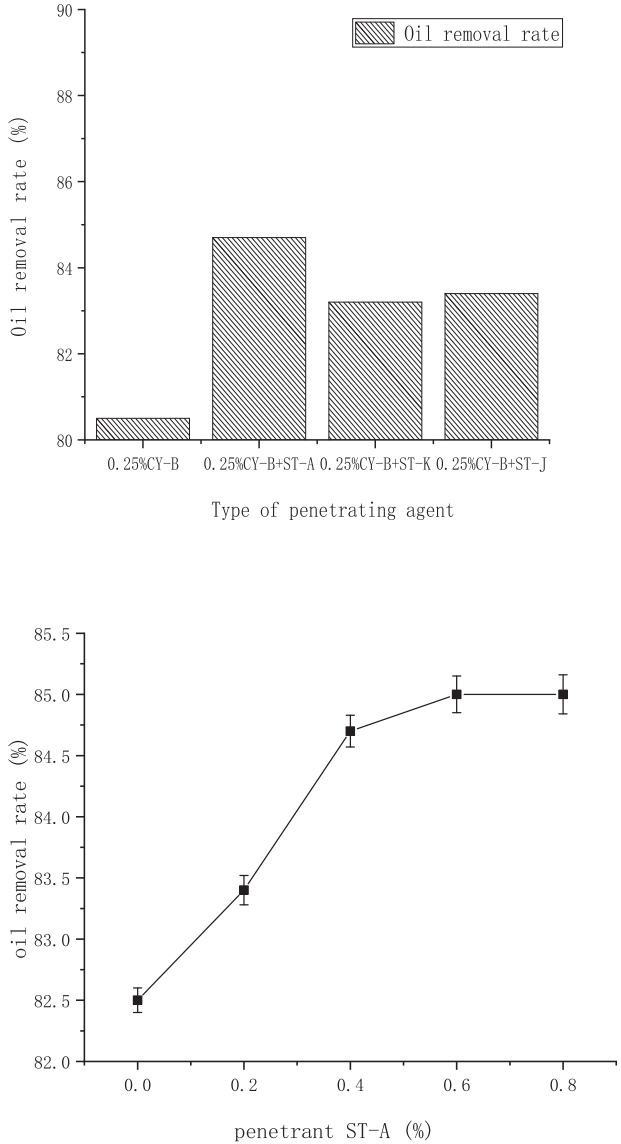 90
88
86
84
82
80
Oil removal rate (%)
Oil removal rate
0.25%CY-B
0.25%CY-B+ST-A
0.25%CY-B+ST-K
0.25%CY-B+ST-J
Type of penetrating agent
85.5
85.0
84.5
84.0
83.5
83.0
82.5
82.0
oil removal rate (%)
0.0
0.2
0.4
0.6
0.8
penetrant ST-A (%)